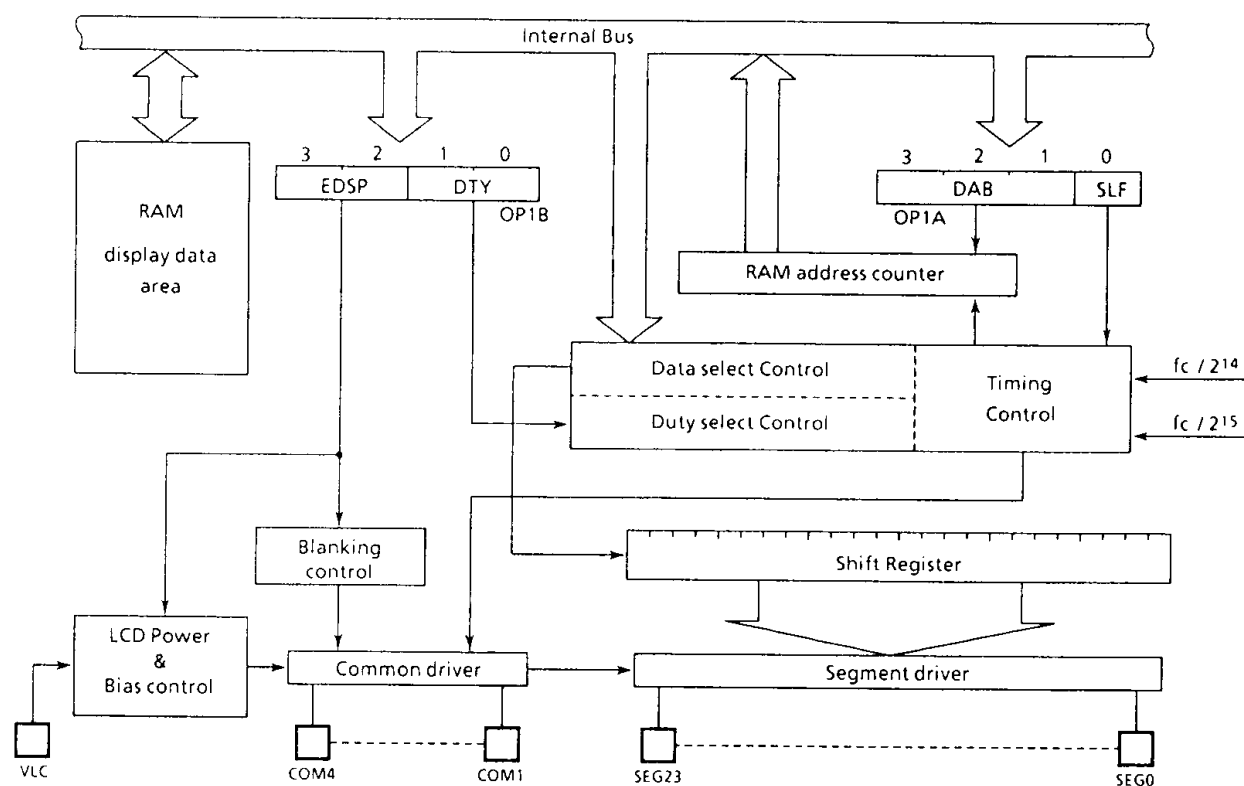 Internal Bus
3 2 1 0
EDSP DTY
OP1B
3 2 1 0
DAB SLF
OP1A
RAM
display data
area
RAM address counter
Data select Control
Duty select Control
Timing
Control
fc / 2¹⁴
fc / 2¹⁵
Blanking
control
Shift Register
LCD Power
&
Bias control
Common driver
Segment driver
VLC
COM4
COM1
SEG23
SEG0